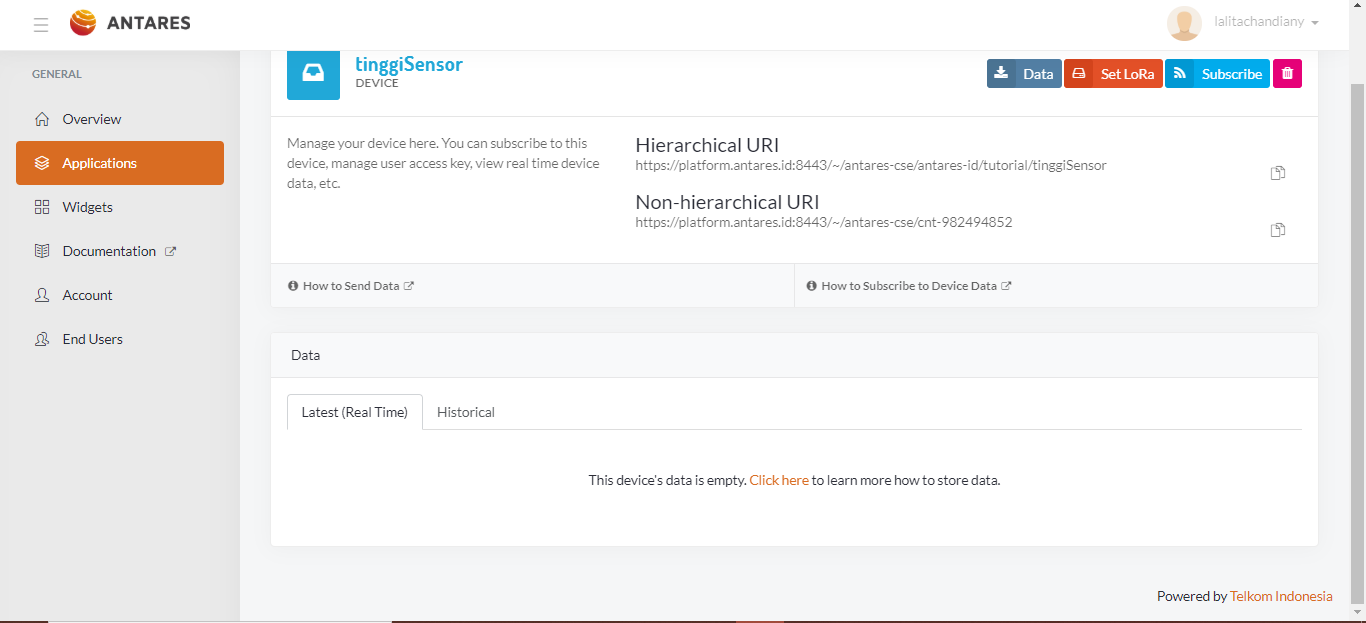 ANTARES
lalitachandiany
GENERAL
Overview
Applications
Widgets
Documentation
Account
End Users
tinggiSensor
DEVICE
Data
Set LoRa
Subscribe
Manage your device here. You can subscribe to this
device, manage user access key, view real time device
data, etc.
Hierarchical URI
https://platform.antares.id:8443/~/antares-cse/antares-id/tutorial/tinggiSensor
Non-hierarchical URI
https://platform.antares.id:8443/~/antares-cse/cnt-982494852
How to Send Data
How to Subscribe to Device Data
Data
Latest (Real Time)
Historical
This device's data is empty. Click here to learn more how to store data.
Powered by Telkom Indonesia